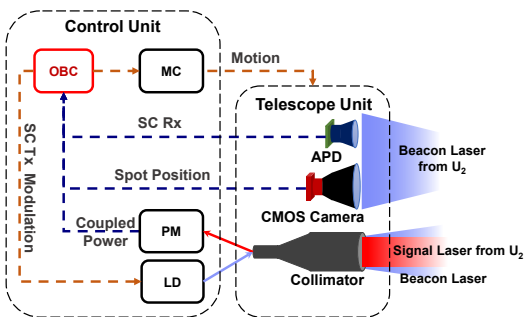 Control Unit
OBC
MC
Motion
Telescope Unit
SC Rx
APD
Beacon Laser
from U2
Spot Position
CMOS Camera
SC Tx Modulation
Coupled
Power
PM
LD
Collimator
Signal Laser from U2
Beacon Laser